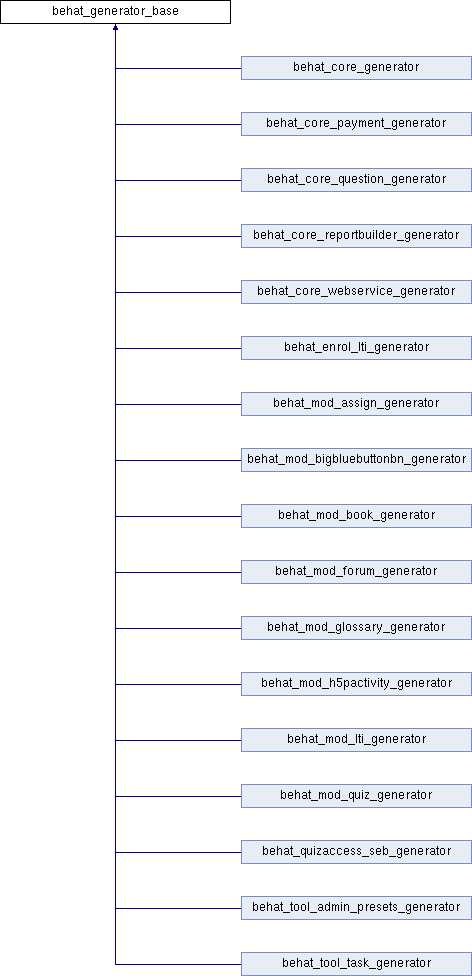 behat_generator_base
behat_core_generator
behat_core_payment_generator
behat_core_question_generator
behat_core_reportbuilder_generator
behat_core_webservice_generator
behat_enrol_lti_generator
behat_mod_assign_generator
behat_mod_bigbluebuttonbn_generator
behat_mod_book_generator
behat_mod_forum_generator
behat_mod_glossary_generator
behat_mod_h5pactivity_generator
behat_mod_lti_generator
behat_mod_quiz_generator
behat_quizaccess_seb_generator
behat_tool_admin_presets_generator
behat_tool_task_generator